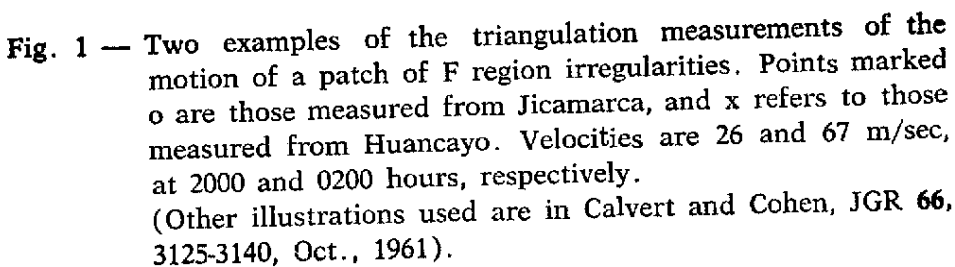 Fig. 1 — Two examples of the triangulation measurements of the
motion of a patch of F region irregularities. Points marked
o are those measured from Jicamarca, and x refers to those
measured from Huancayo. Velocities are 26 and 67 m/sec,
at 2000 and 0200 hours, respectively.
(Other illustrations used are in Calvert and Cohen, JGR 66,
3125-3140, Oct., 1961).